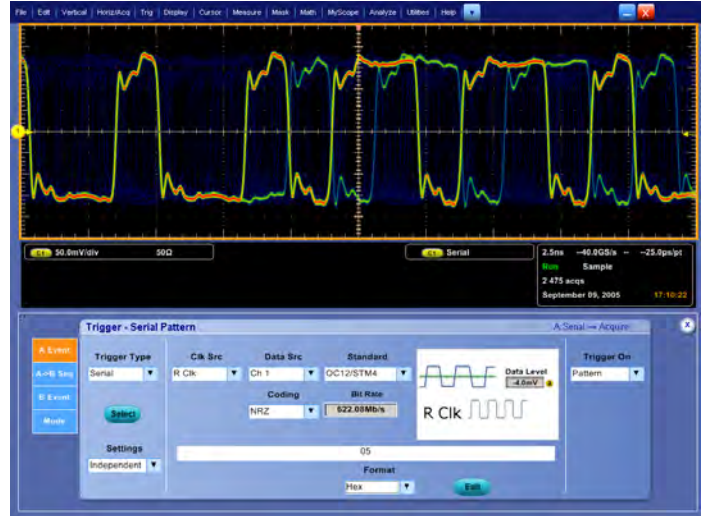 File Edit Vertical Horiz/Acq Trig Display Cursor Measure Mask Math MyScope Analyze Utilities Help
1
C1 50.0mV/div 50Ω
C1 Serial
2.5ns -40.0GS/s -- --25.0ps/pt
Run Sample
2 475 acqs
September 09, 2005 17:10:22
Trigger - Serial Pattern A:Serial → Acquire x
A Event
A->B Seq
B Event
Mode
Trigger Type Clk Src Data Src Standard Trigger On
Serial R Clk Ch 1 OC12/STM4 Data Level Pattern
-4.0mV
Coding Bit Rate
Select NRZ 622.08Mb/s R Clk
Settings 05
Independent Format
Hex Edit